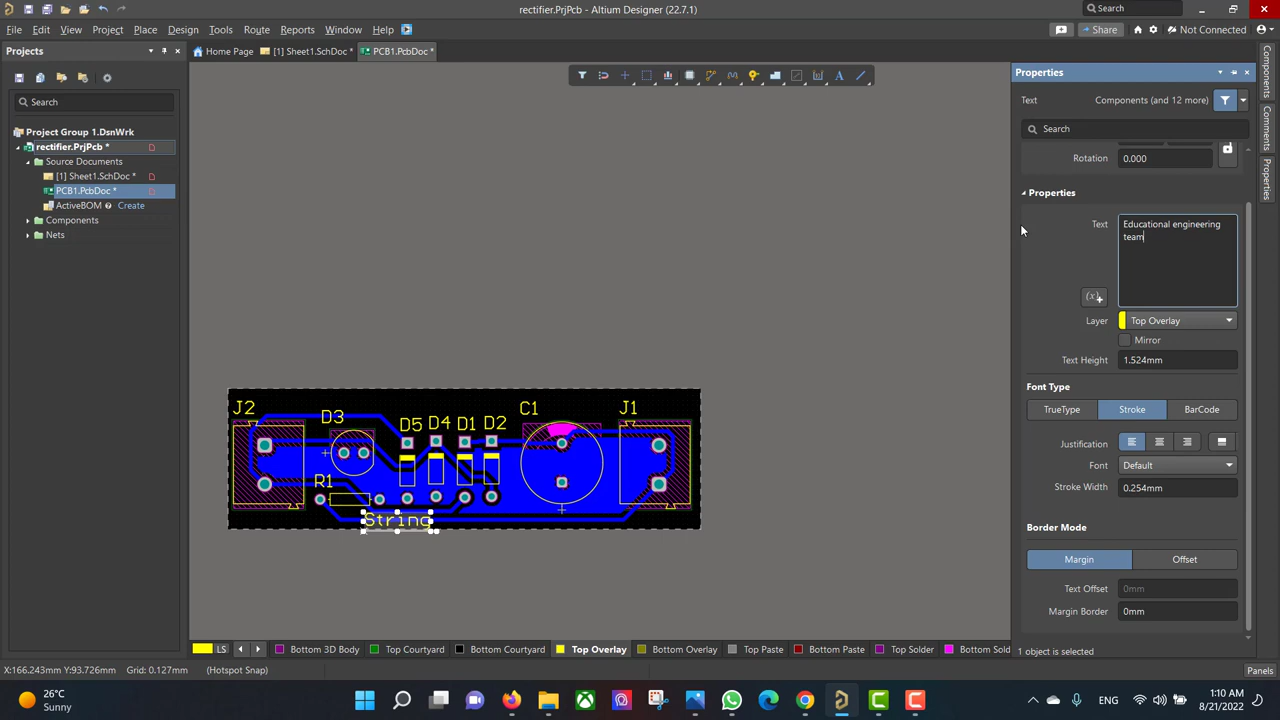 rectifier.PrjPcb - Altium Designer (22.7.1)
Search
File Edit View Project Place Design Tools Route Reports Window Help
Share
Not Connected
Projects
Home Page
[1] Sheet1.SchDoc *
PCB1.PcbDoc *
Search
Project Group 1.DsnWrk
rectifier.PrjPcb *
Source Documents
[1] Sheet1.SchDoc *
PCB1.PcbDoc *
ActiveBOM Create
Components
Nets
J2
D3
D5
D4
D1
D2
C1
J1
R1
String
Properties
Text
Components (and 12 more)
Search
Rotation
0.000
Properties
Text
Educational engineering
team
(x)
Layer
Top Overlay
Mirror
Text Height
1.524mm
Font Type
TrueType Stroke BarCode
Justification
Font
Default
Stroke Width
0.254mm
Border Mode
Margin Offset
Text Offset
0mm
Margin Border
0mm
1 object is selected
Components
Comments
Properties
LS
Bottom 3D Body
Top Courtyard
Bottom Courtyard
Top Overlay
Bottom Overlay
Top Paste
Bottom Paste
Top Solder
Bottom Sold
X:166.243mm Y:93.726mm Grid: 0.127mm (Hotspot Snap)
Panels
26°C
Sunny
ENG
1:10 AM
8/21/2022